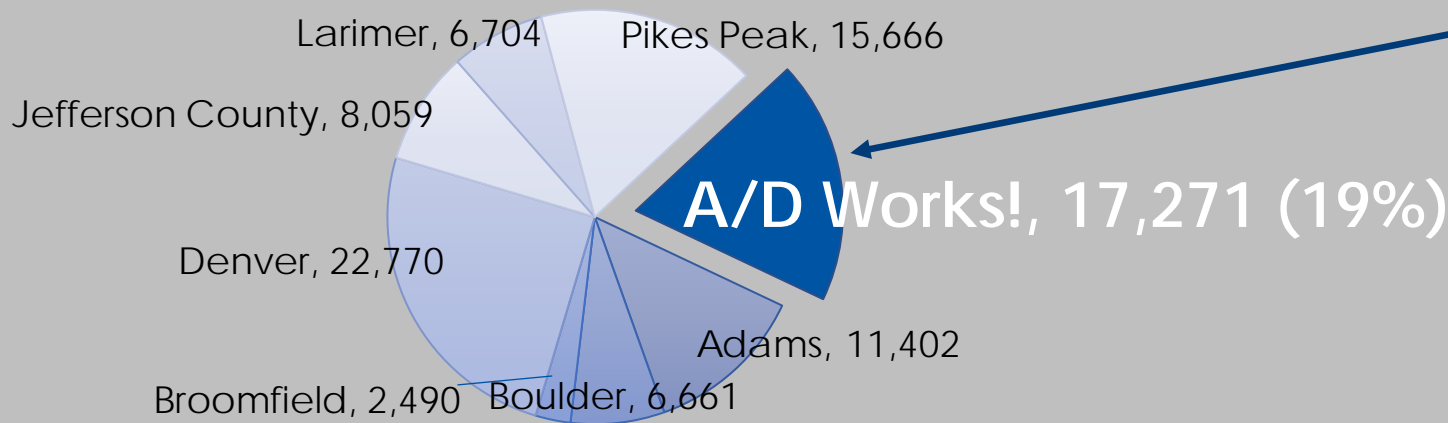 Larimer, 6,704
Pikes Peak, 15,666
Jefferson County, 8,059
A/D Works!, 17,271 (19%)
Denver, 22,770
Adams, 11,402
Broomfield, 2,490
Boulder, 6,661